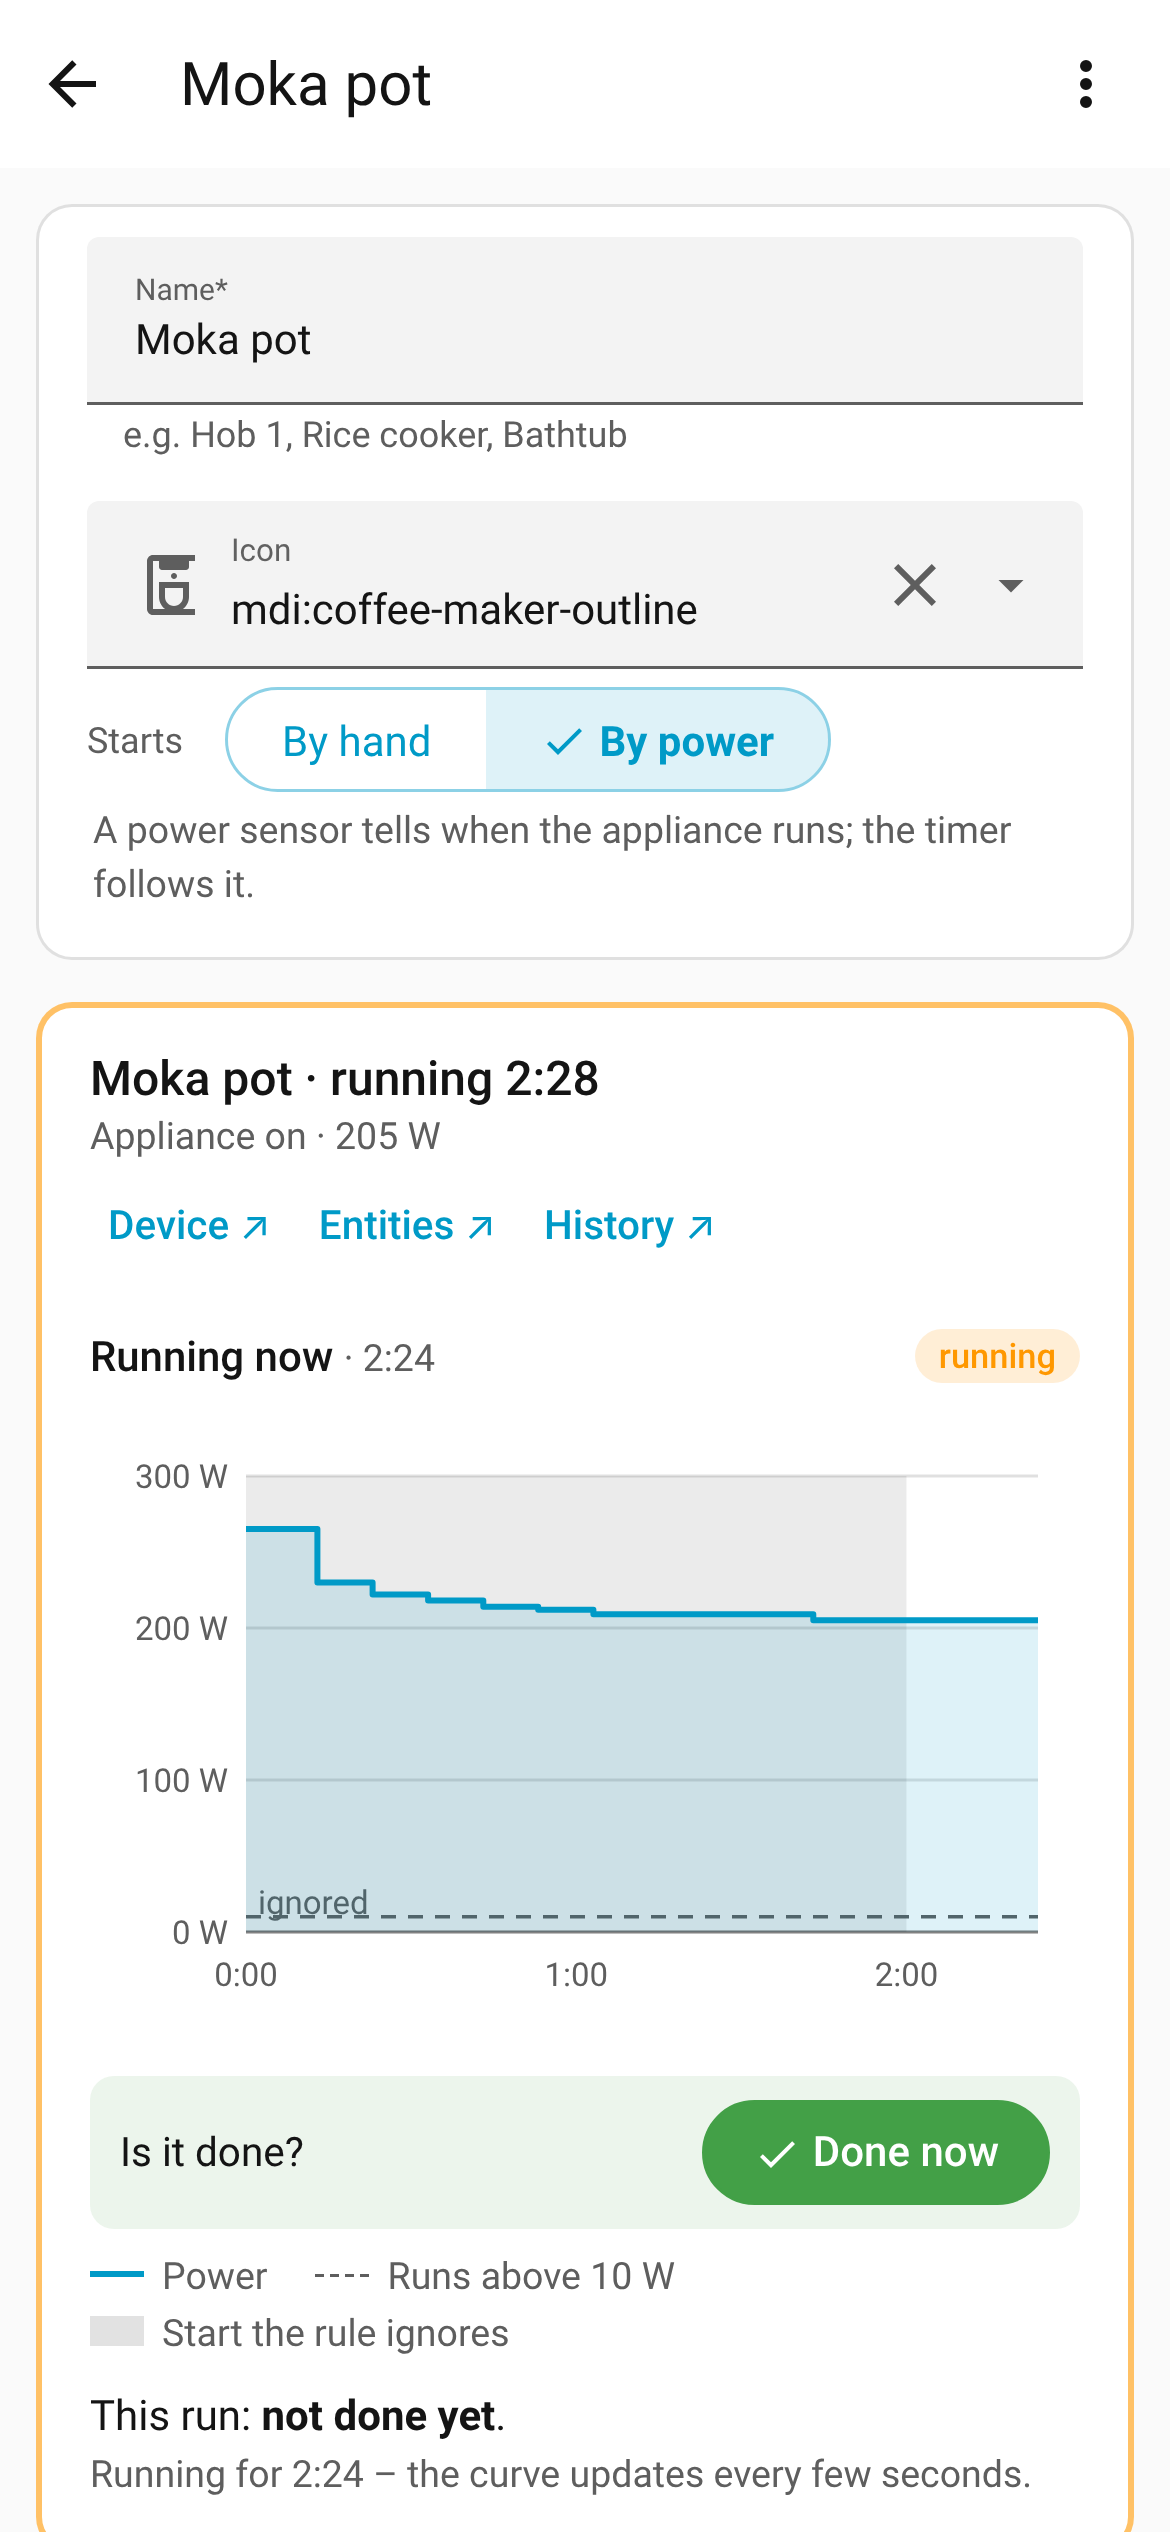 Moka pot
Name*
Moka pot
e.g. Hob 1, Rice cooker, Bathtub
Icon
mdi:coffee-maker-outline
Starts By hand By power
A power sensor tells when the appliance runs; the timer
follows it.
Moka pot · running 2:28
Appliance on · 205 W
Device Entities History
Running now · 2:24 running
300 W
200 W
100 W
ignored
0 W
0:00 1:00 2:00
Is it done? Done now
Power Runs above 10 W
Start the rule ignores
This run: not done yet.
Running for 2:24 – the curve updates every few seconds.